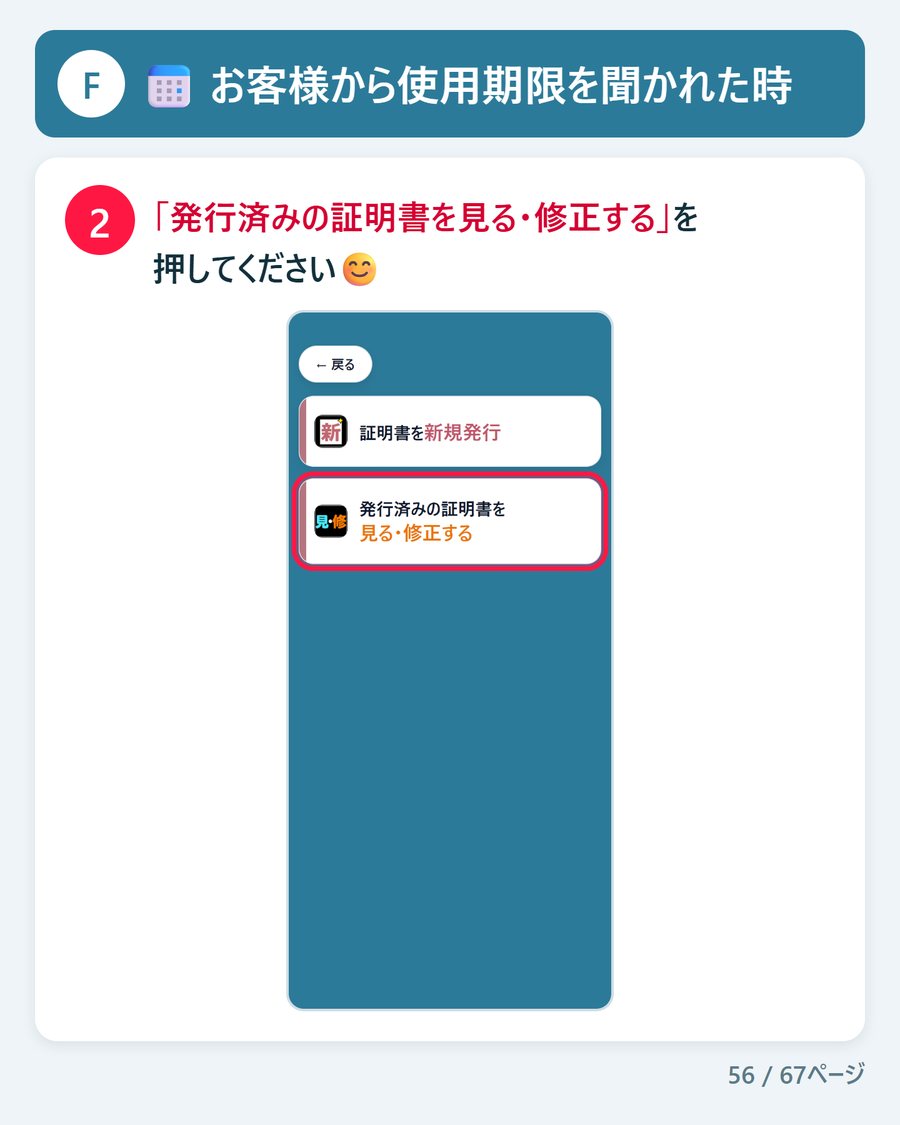 F お客様から使用期限を聞かれた時
2 「発行済みの証明書を見る・修正する」を
押してください
← 戻る
新 証明書を新規発行
見・修 発行済みの証明書を
見る・修正する
56 / 67ページ